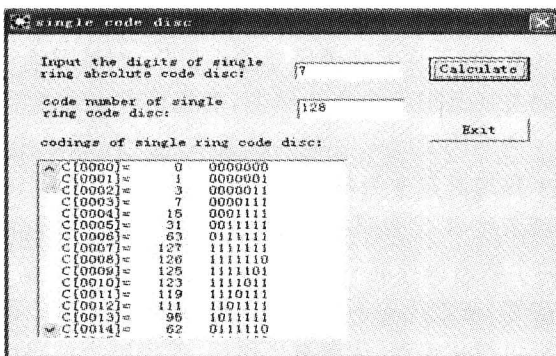 single code disc
Input the digits of single
ring absolute code disc:
7
Calculate
code number of single
ring code disc:
128
Exit
codings of single ring code disc:
C[0000]= 0 0000000
C[0001]= 1 0000001
C[0002]= 3 0000011
C[0003]= 7 0000111
C[0004]= 15 0001111
C[0005]= 31 0011111
C[0006]= 63 0111111
C[0007]= 127 1111111
C[0008]= 126 1111110
C[0009]= 125 1111101
C[0010]= 123 1111011
C[0011]= 119 1110111
C[0012]= 111 1101111
C[0013]= 95 1011111
C[0014]= 62 0111110